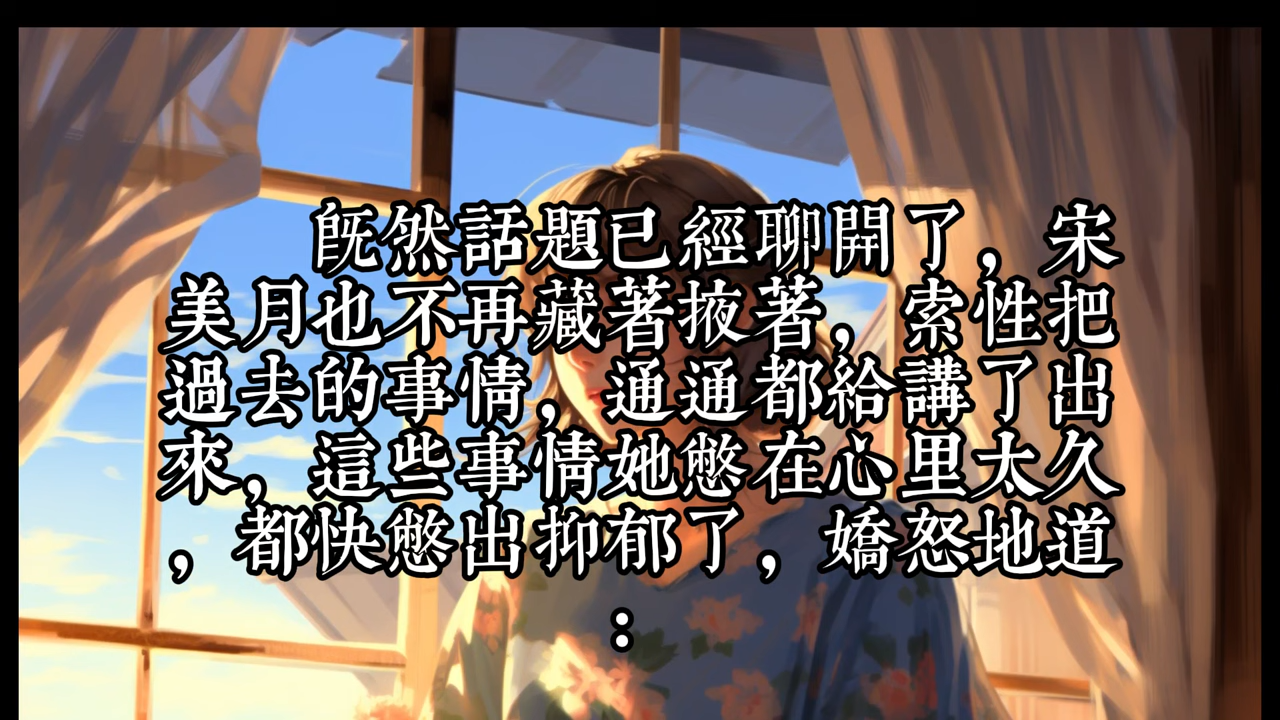 既然話題已經聊開了，宋
美月也不再藏著掖著，索性把
過去的事情，通通都給講了出
來，這些事情她憋在心里太久
，都快憋出抑郁了，嬌怒地道
：